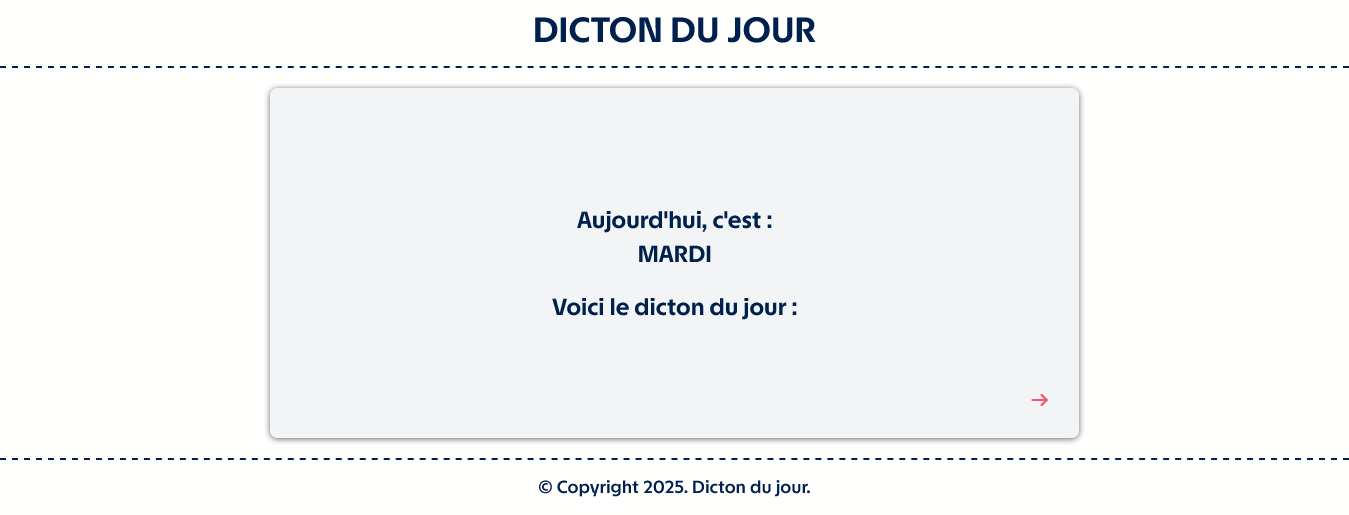 DICTON DU JOUR
Aujourd'hui, c'est :
MARDI
Voici le dicton du jour :
→
© Copyright 2025. Dicton du jour.